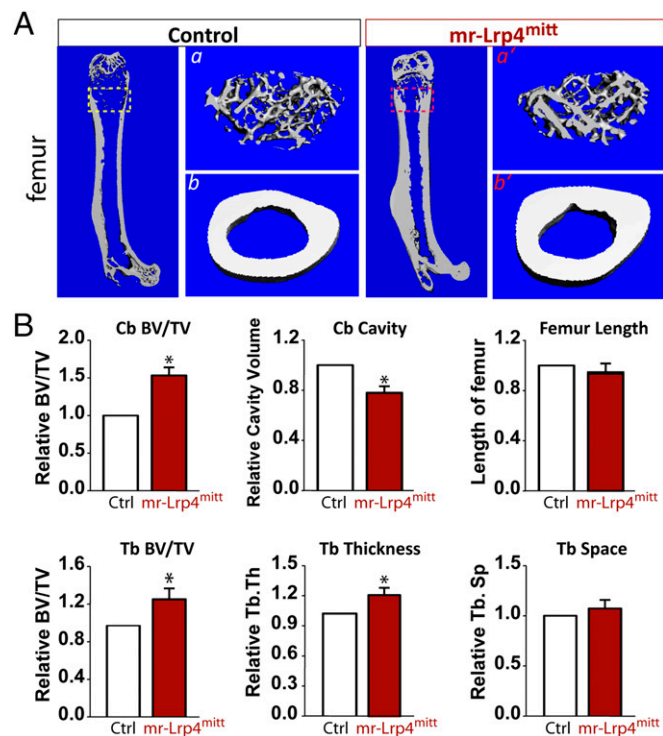 A
Control
mr-Lrp4mitt
femur
a
b
a'
b'
B
Cb BV/TV
Relative BV/TV
2.0
1.5
1.0
0.5
0.0
*
Ctrl mr-Lrp4mitt
Cb Cavity
Relative Cavity Volume
1.2
0.8
0.4
0.0
*
Ctrl mr-Lrp4mitt
Femur Length
Length of femur
1.2
0.8
0.4
0.0
Ctrl mr-Lrp4mitt
Tb BV/TV
Relative BV/TV
1.6
1.2
0.8
0.4
0.0
*
Ctrl mr-Lrp4mitt
Tb Thickness
Relative Tb.Th
1.5
1.2
0.9
0.6
0.3
0.0
*
Ctrl mr-Lrp4mitt
Tb Space
Relative Tb. Sp
1.5
1.0
0.5
0.0
Ctrl mr-Lrp4mitt